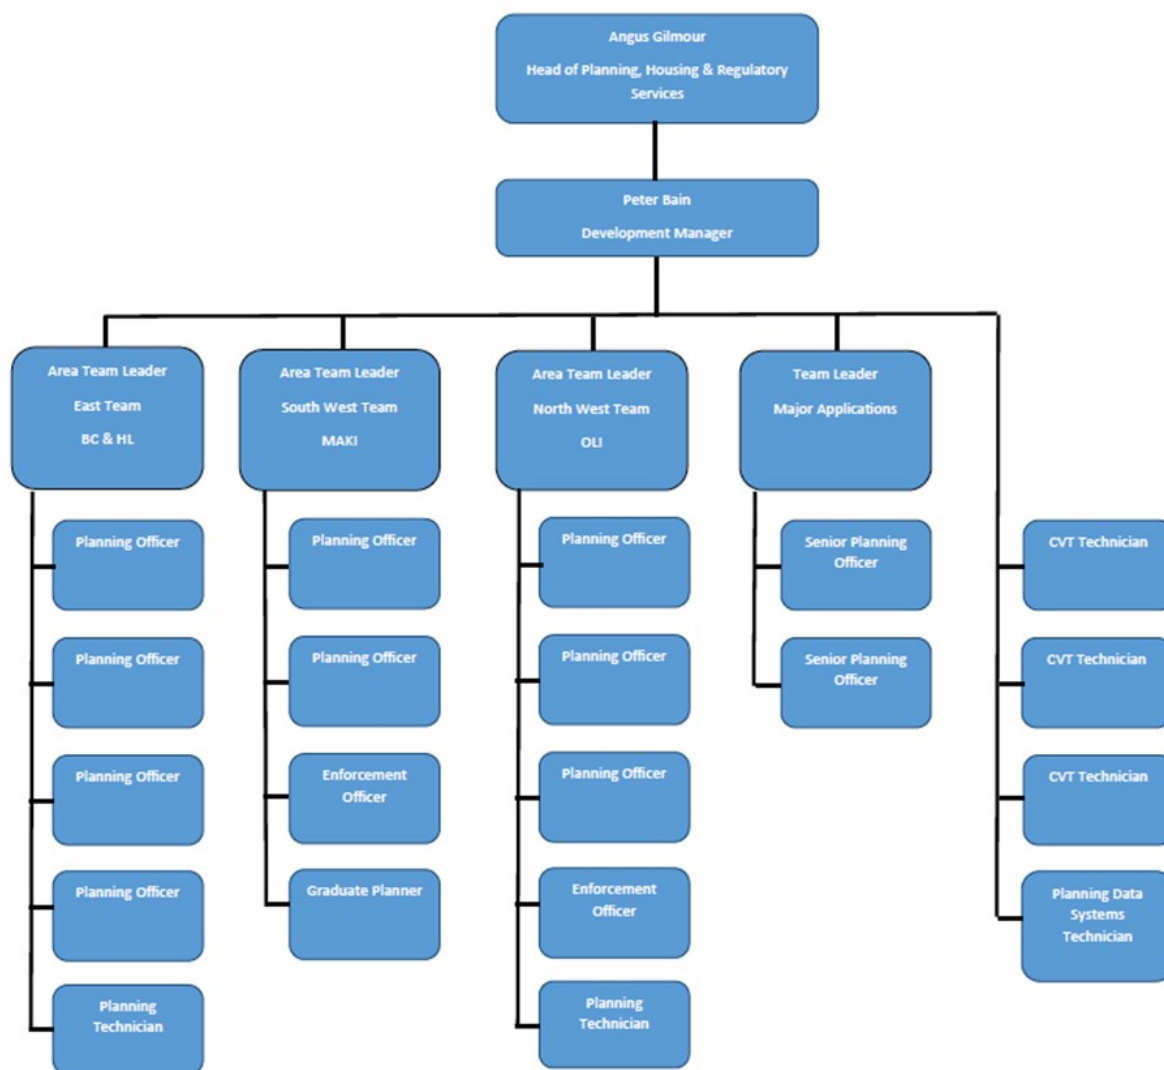 Angus Gilmour
Head of Planning, Housing & Regulatory
Services
Peter Bain
Development Manager
Area Team Leader
East Team
BC & HL
Area Team Leader
South West Team
MAKI
Area Team Leader
North West Team
OLI
Team Leader
Major Applications
Planning Officer
Planning Officer
Planning Officer
Planning Officer
Planning
Technician
Planning Officer
Planning Officer
Enforcement
Officer
Graduate Planner
Planning Officer
Planning Officer
Planning Officer
Enforcement
Officer
Planning
Technician
Senior Planning
Officer
Senior Planning
Officer
CVT Technician
CVT Technician
CVT Technician
Planning Data
Systems
Technician